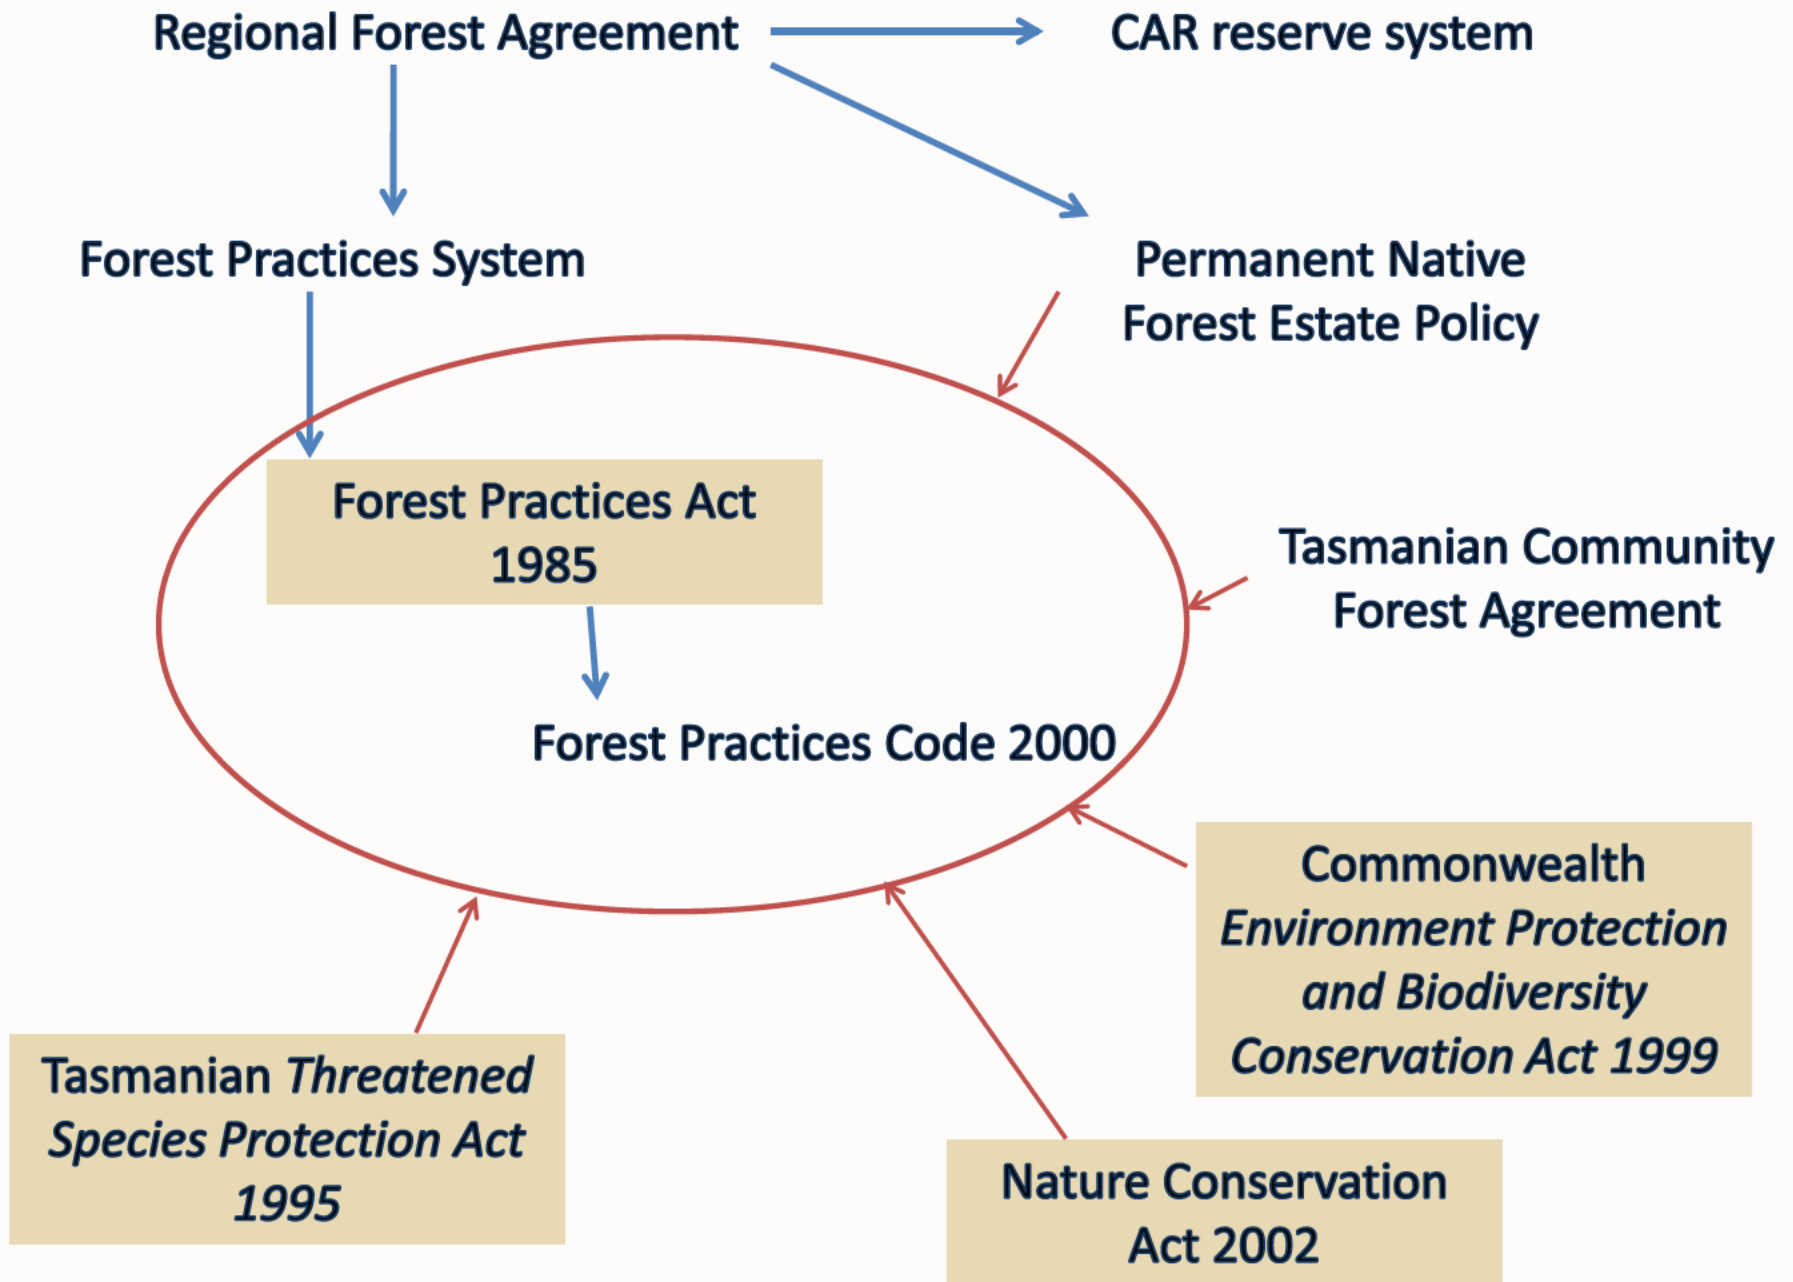 Regional Forest Agreement
CAR reserve system
Forest Practices System
Permanent Native
Forest Estate Policy
Forest Practices Act
1985
Tasmanian Community
Forest Agreement
Forest Practices Code 2000
Commonwealth
Environment Protection
and Biodiversity
Conservation Act 1999
Tasmanian Threatened
Species Protection Act
1995
Nature Conservation
Act 2002